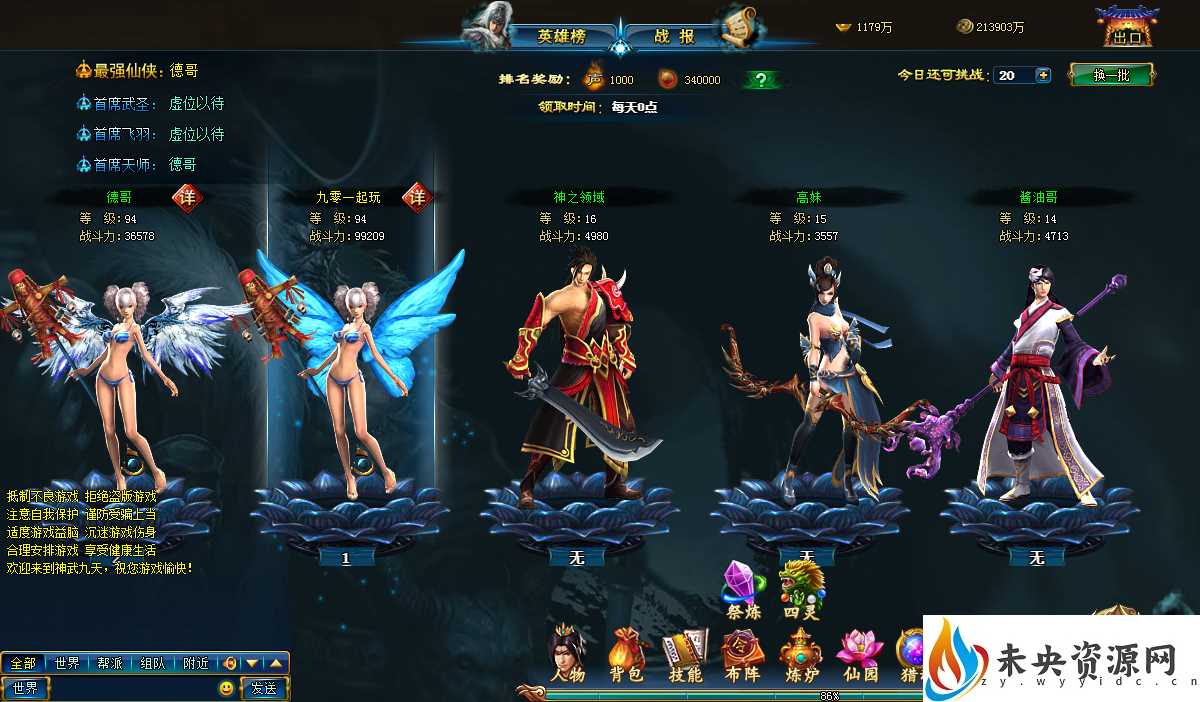 英雄榜 战 报
1179万 213903万
出口
最强仙侠：德哥
首席武圣：虚位以待
首席飞羽：虚位以待
首席天师：德哥
排名奖励： 声 1000 340000 ?
领取时间：每天0点
今日还可挑战：20
换一批
德哥 详
等 级:94
战斗力:36578
九零一起玩 详
等 级:94
战斗力:99209
神之领域
等 级:16
战斗力:4980
高妹
等 级:15
战斗力:3557
酱油哥
等 级:14
战斗力:4713
1
无
无
无
抵制不良游戏 拒绝盗版游戏
注意自我保护 谨防受骗上当
适度游戏益脑 沉迷游戏伤身
合理安排游戏 享受健康生活
欢迎来到神武九天，祝您游戏愉快！
祭炼 四灵
人物 背包 技能 布阵 炼炉 仙园
86%
全部 世界 帮派 组队 附近
世界 发送
未央资源网
zy.wyyidc.cn